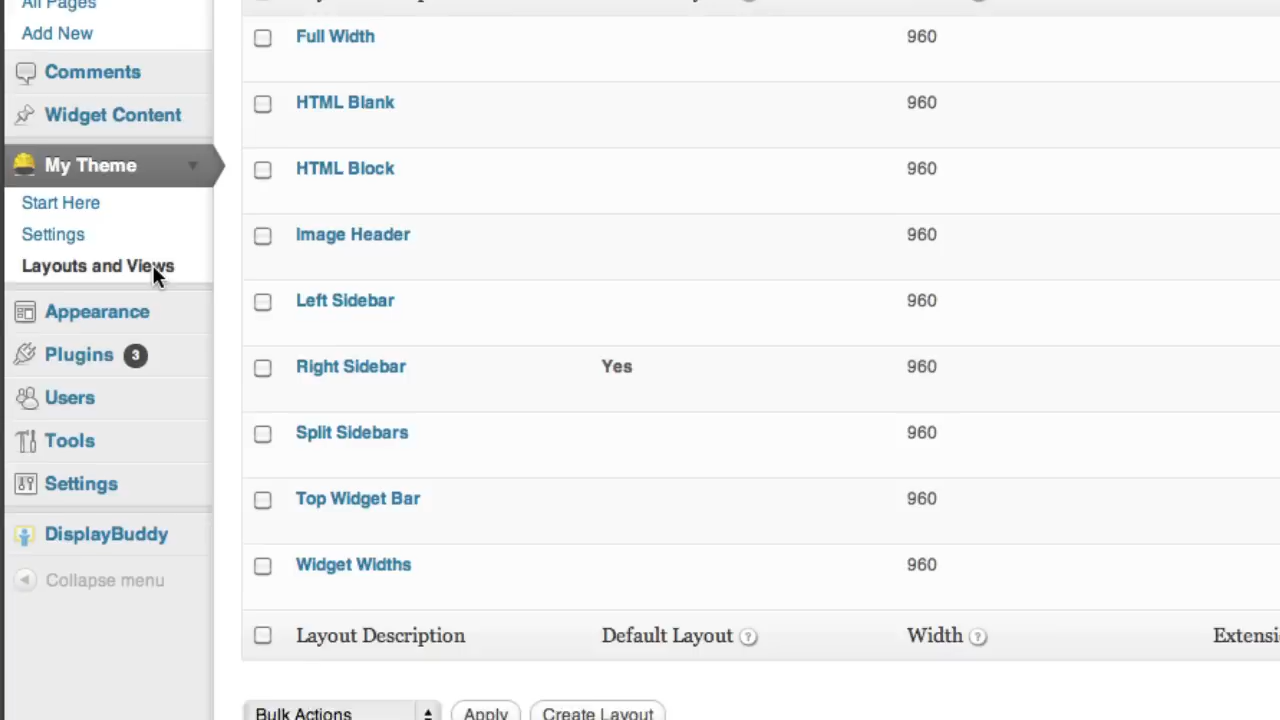 All Pages
Add New
Comments
Widget Content
My Theme
Start Here
Settings
Layouts and Views
Appearance
Plugins 3
Users
Tools
Settings
DisplayBuddy
Collapse menu
Full Width 960
HTML Blank 960
HTML Block 960
Image Header 960
Left Sidebar 960
Right Sidebar Yes 960
Split Sidebars 960
Top Widget Bar 960
Widget Widths 960
Layout Description Default Layout ? Width ? Extensi
Bulk Actions Apply Create Layout